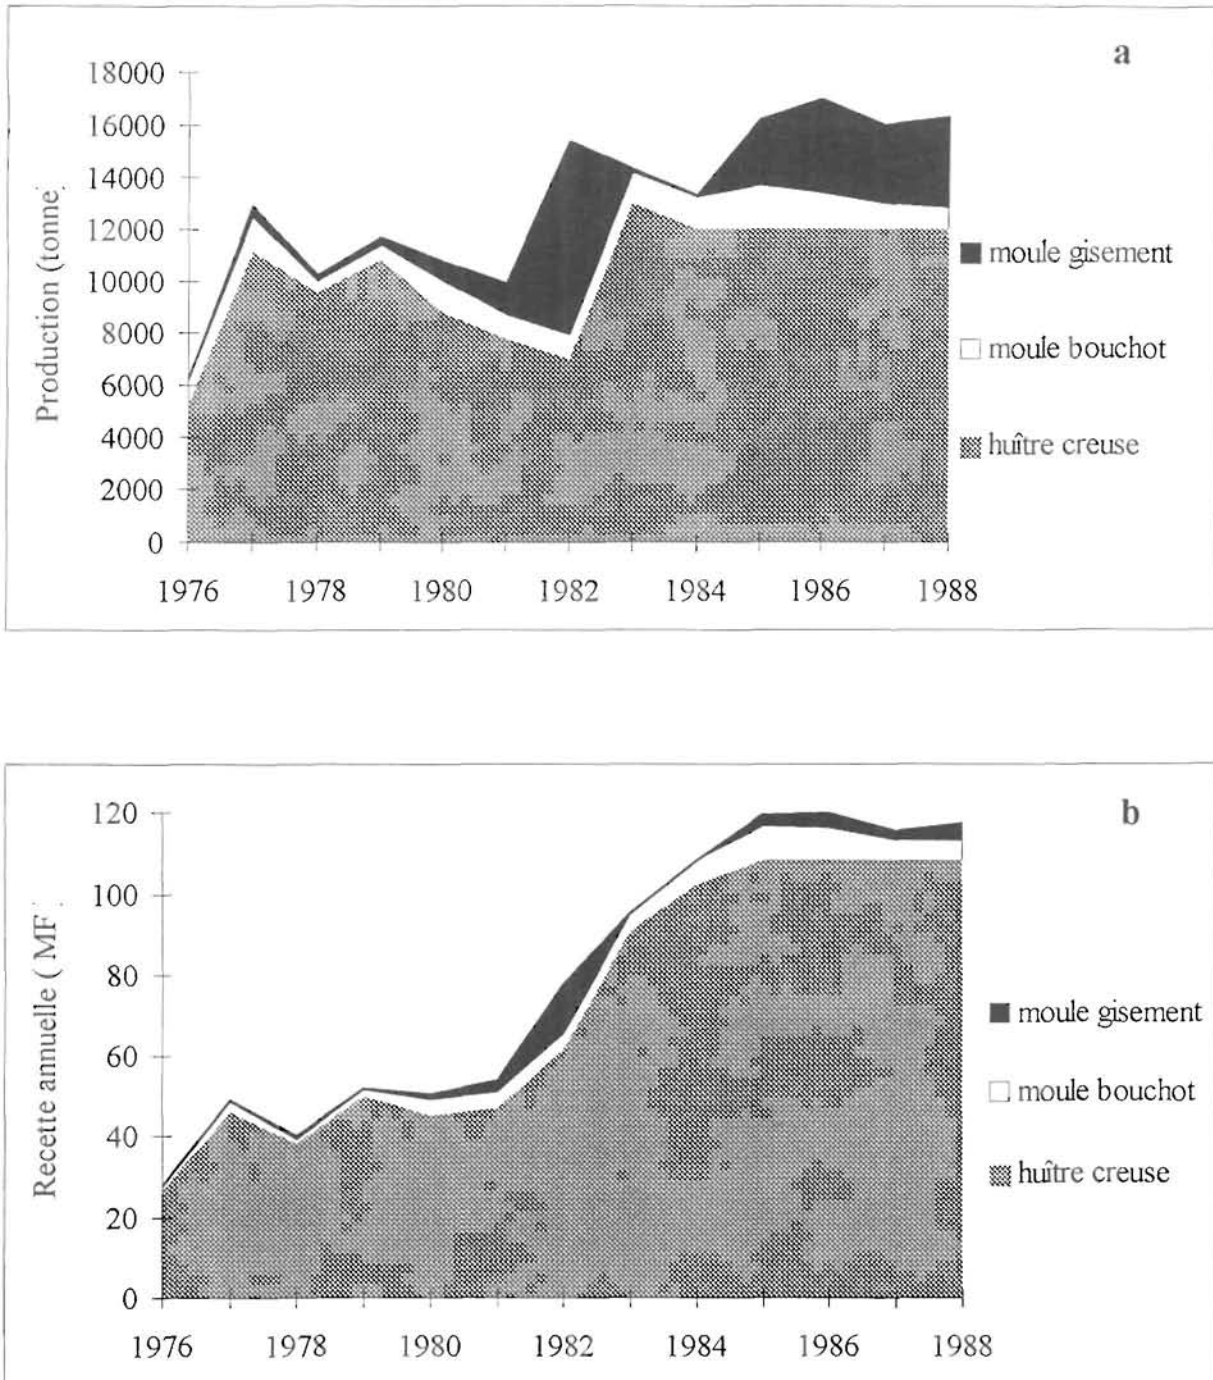 a
18000
16000
14000
12000
10000
8000
6000
4000
2000
0
Production (tonne
1976 1978 1980 1982 1984 1986 1988
moule gisement
moule bouchot
huître creuse
b
120
100
80
60
40
20
0
Recette annuelle ( MF
1976 1978 1980 1982 1984 1986 1988
moule gisement
moule bouchot
huître creuse